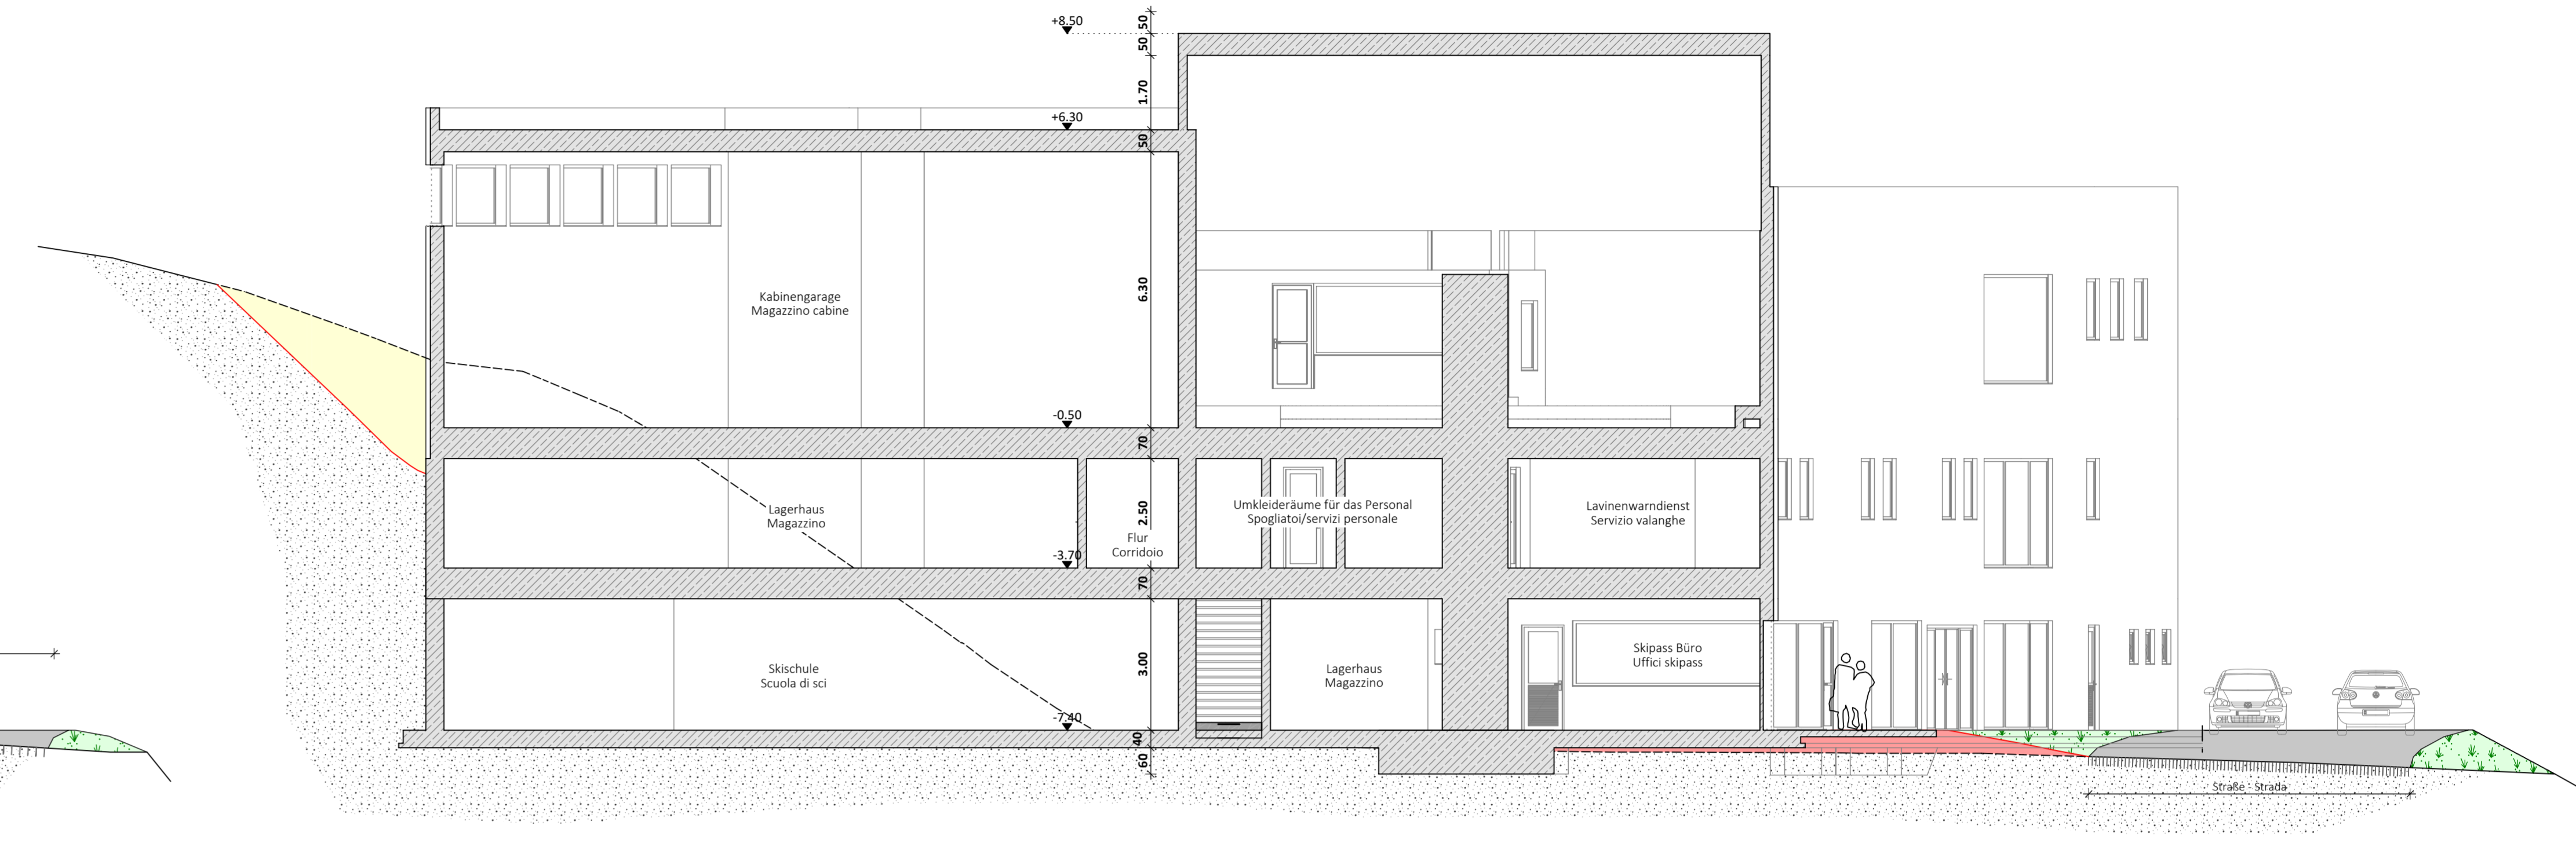 +8.50
50
50
1.70
+6.30
50
Kabinengarage
Magazzino cabine
6.30
-0.50
70
Lagerhaus
Magazzino
2.50
Flur
Corridoio
Umkleideräume für das Personal
Spogliatoi/servizi personale
Lavinenwarndienst
Servizio valanghe
-3.70
70
Skischule
Scuola di sci
3.00
Lagerhaus
Magazzino
Skipass Büro
Uffici skipass
-7.40
40
60
Straße - Strada